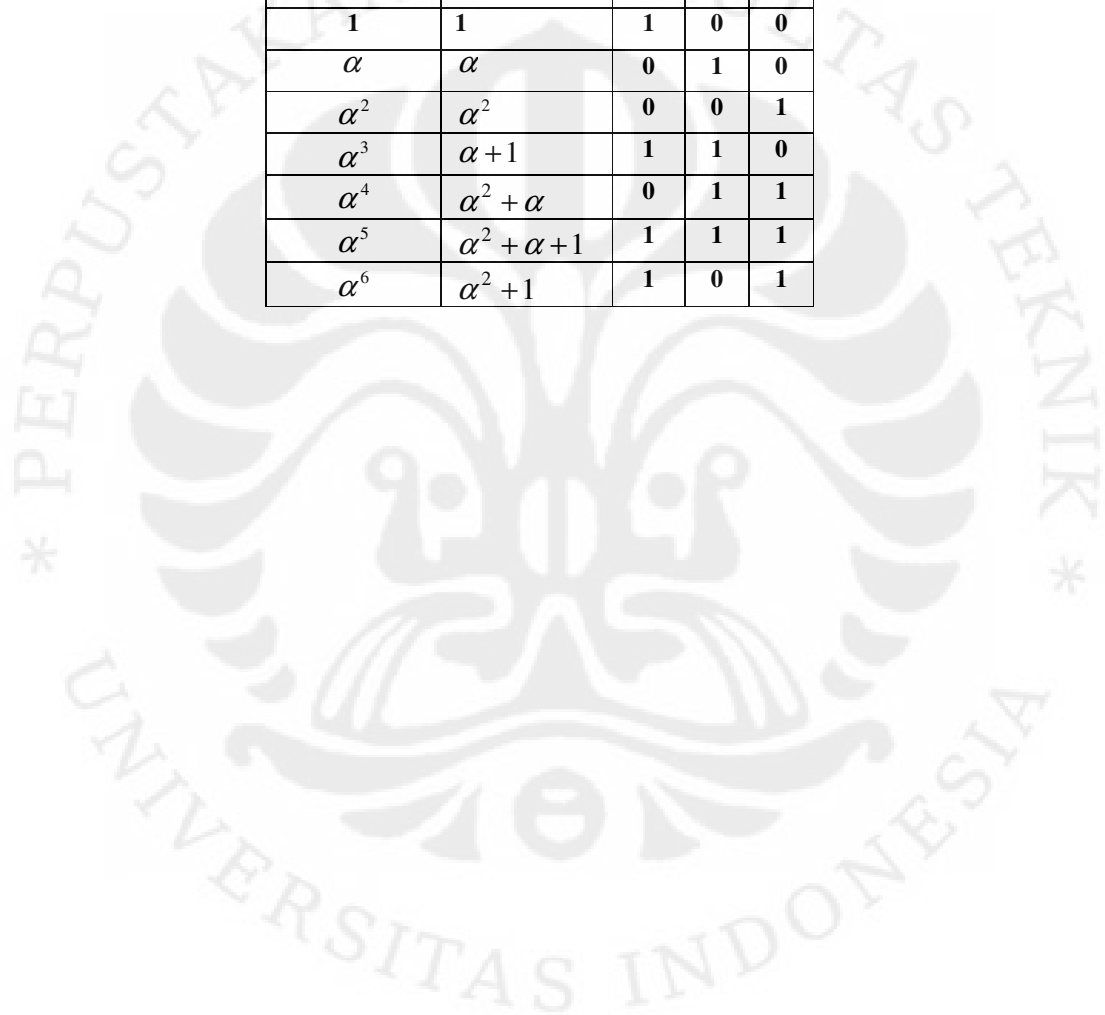 1 1 1 0 0
α α 0 1 0
α² α² 0 0 1
α³ α + 1 1 1 0
α⁴ α² + α 0 1 1
α⁵ α² + α + 1 1 1 1
α⁶ α² + 1 1 0 1
* PERPUSTAKAAN
TEKNIK *
UNIVERSITAS INDONESIA